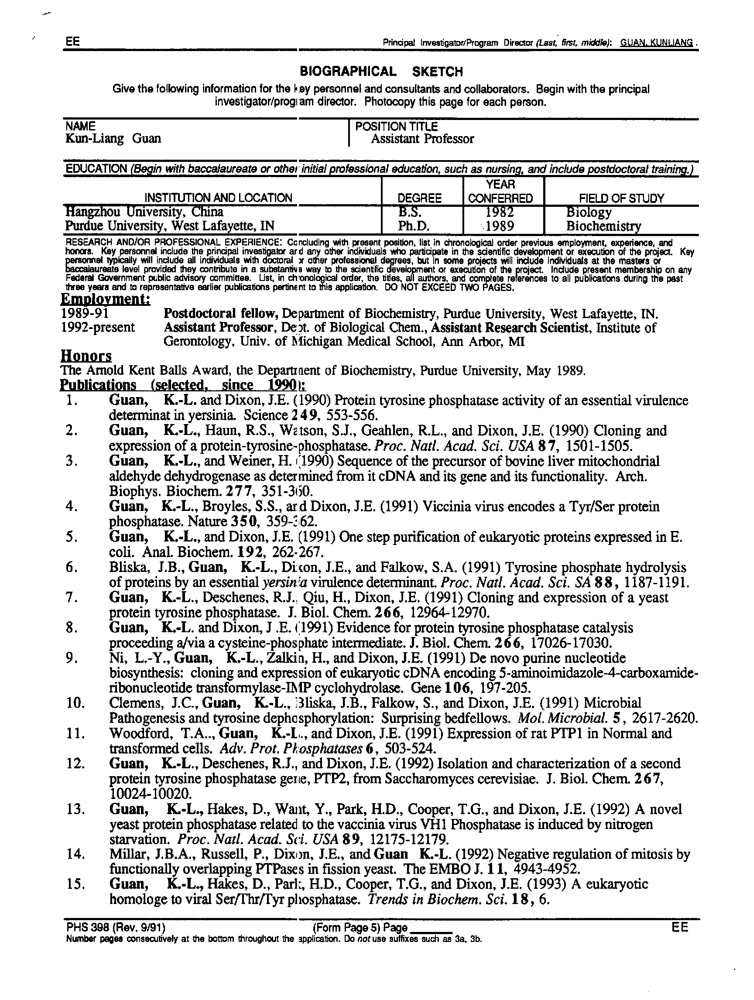 EE
Principal Investigator/Program Director (Last, first, middle): GUAN, KUNLIANG .
BIOGRAPHICAL SKETCH
Give the following information for the key personnel and consultants and collaborators. Begin with the principal
investigator/program director. Photocopy this page for each person.
NAME
Kun-Liang Guan
POSITION TITLE
Assistant Professor
EDUCATION (Begin with baccalaureate or other initial professional education, such as nursing, and include postdoctoral training.)
INSTITUTION AND LOCATION DEGREE YEAR CONFERRED FIELD OF STUDY
Hangzhou University, China B.S. 1982 Biology
Purdue University, West Lafayette, IN Ph.D. 1989 Biochemistry
RESEARCH AND/OR PROFESSIONAL EXPERIENCE: Concluding with present position, list in chronological order previous employment, experience, and
honors. Key personnel include the principal investigator and any other individuals who participate in the scientific development or execution of the project. Key
personnel typically will include all individuals with doctoral or other professional degrees, but in some projects will include individuals at the masters or
baccalaureate level provided they contribute in a substantive way to the scientific development or execution of the project. Include present membership on any
Federal Government public advisory committee. List, in chronological order, the titles, all authors, and complete references to all publications during the past
three years and to representative earlier publications pertinent to this application. DO NOT EXCEED TWO PAGES.
Employment:
1989-91 Postdoctoral fellow, Department of Biochemistry, Purdue University, West Lafayette, IN.
1992-present Assistant Professor, Dept. of Biological Chem., Assistant Research Scientist, Institute of
Gerontology, Univ. of Michigan Medical School, Ann Arbor, MI
Honors
The Arnold Kent Balls Award, the Department of Biochemistry, Purdue University, May 1989.
Publications (selected, since 1990):
1. Guan, K.-L. and Dixon, J.E. (1990) Protein tyrosine phosphatase activity of an essential virulence
determinat in yersinia. Science 249, 553-556.
2. Guan, K.-L., Haun, R.S., Watson, S.J., Geahlen, R.L., and Dixon, J.E. (1990) Cloning and
expression of a protein-tyrosine-phosphatase. Proc. Natl. Acad. Sci. USA 87, 1501-1505.
3. Guan, K.-L., and Weiner, H. (1990) Sequence of the precursor of bovine liver mitochondrial
aldehyde dehydrogenase as determined from it cDNA and its gene and its functionality. Arch.
Biophys. Biochem. 277, 351-360.
4. Guan, K.-L., Broyles, S.S., and Dixon, J.E. (1991) Viccinia virus encodes a Tyr/Ser protein
phosphatase. Nature 350, 359-362.
5. Guan, K.-L., and Dixon, J.E. (1991) One step purification of eukaryotic proteins expressed in E.
coli. Anal. Biochem. 192, 262-267.
6. Bliska, J.B., Guan, K.-L., Dixon, J.E., and Falkow, S.A. (1991) Tyrosine phosphate hydrolysis
of proteins by an essential yersinia virulence determinant. Proc. Natl. Acad. Sci. SA 88, 1187-1191.
7. Guan, K.-L., Deschenes, R.J., Qiu, H., Dixon, J.E. (1991) Cloning and expression of a yeast
protein tyrosine phosphatase. J. Biol. Chem. 266, 12964-12970.
8. Guan, K.-L. and Dixon, J .E. (1991) Evidence for protein tyrosine phosphatase catalysis
proceeding a/via a cysteine-phosphate intermediate. J. Biol. Chem. 266, 17026-17030.
9. Ni, L.-Y., Guan, K.-L., Zalkin, H., and Dixon, J.E. (1991) De novo purine nucleotide
biosynthesis: cloning and expression of eukaryotic cDNA encoding 5-aminoimidazole-4-carboxamide-
ribonucleotide transformylase-IMP cyclohydrolase. Gene 106, 197-205.
10. Clemens, J.C., Guan, K.-L., Bliska, J.B., Falkow, S., and Dixon, J.E. (1991) Microbial
Pathogenesis and tyrosine dephosphorylation: Surprising bedfellows. Mol. Microbial. 5, 2617-2620.
11. Woodford, T.A.., Guan, K.-L., and Dixon, J.E. (1991) Expression of rat PTP1 in Normal and
transformed cells. Adv. Prot. Phosphatases 6, 503-524.
12. Guan, K.-L., Deschenes, R.J., and Dixon, J.E. (1992) Isolation and characterization of a second
protein tyrosine phosphatase gene, PTP2, from Saccharomyces cerevisiae. J. Biol. Chem. 267,
10024-10020.
13. Guan, K.-L., Hakes, D., Want, Y., Park, H.D., Cooper, T.G., and Dixon, J.E. (1992) A novel
yeast protein phosphatase related to the vaccinia virus VH1 Phosphatase is induced by nitrogen
starvation. Proc. Natl. Acad. Sci. USA 89, 12175-12179.
14. Millar, J.B.A., Russell, P., Dixon, J.E., and Guan K.-L. (1992) Negative regulation of mitosis by
functionally overlapping PTPases in fission yeast. The EMBO J. 11, 4943-4952.
15. Guan, K.-L., Hakes, D., Park, H.D., Cooper, T.G., and Dixon, J.E. (1993) A eukaryotic
homologe to viral Ser/Thr/Tyr phosphatase. Trends in Biochem. Sci. 18, 6.
PHS 398 (Rev. 9/91) (Form Page 5) Page EE
Number pages consecutively at the bottom throughout the application. Do not use suffixes such as 3a, 3b.